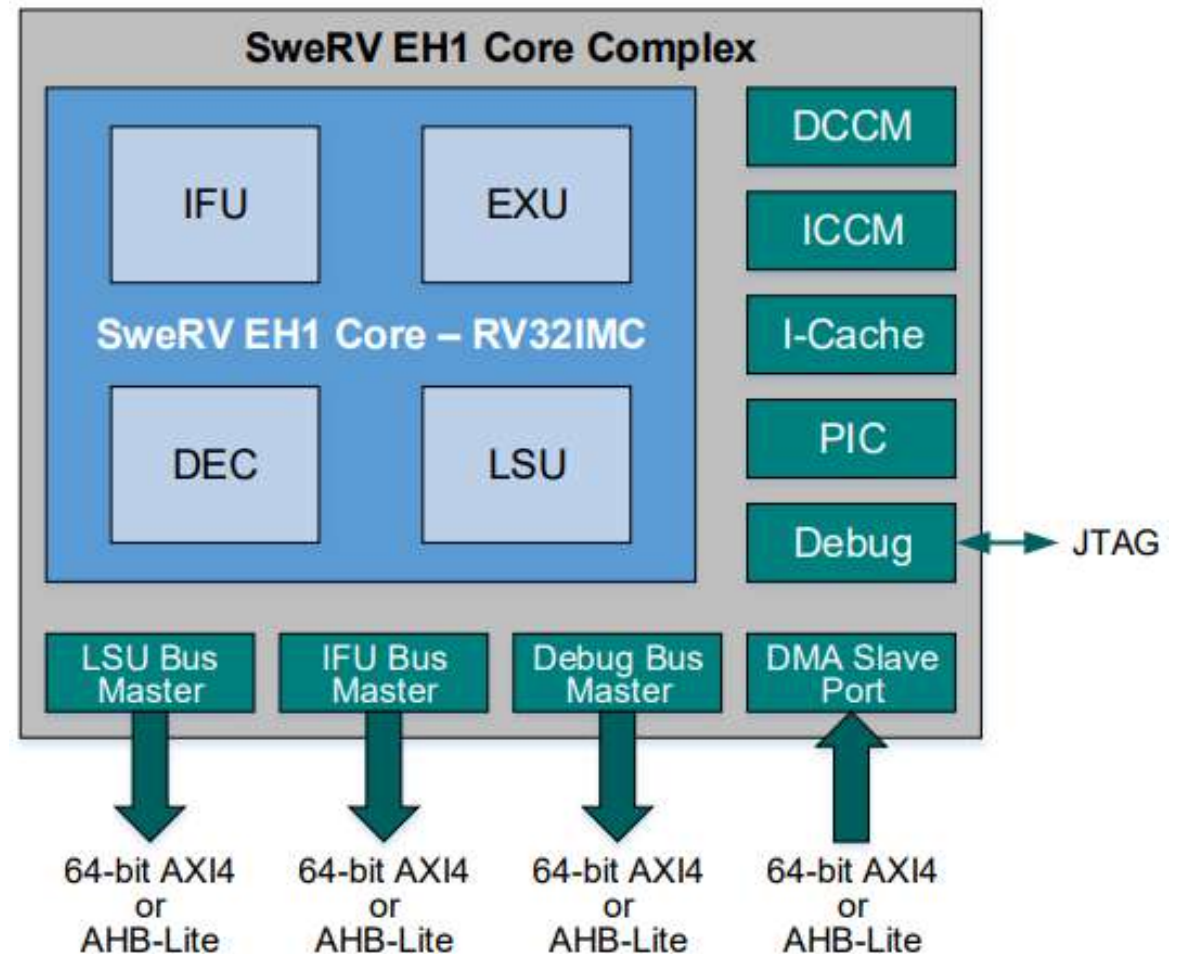 SweRV EH1 Core Complex
IFU
EXU
SweRV EH1 Core – RV32IMC
DEC
LSU
DCCM
ICCM
I-Cache
PIC
Debug
JTAG
LSU Bus
Master
IFU Bus
Master
Debug Bus
Master
DMA Slave
Port
64-bit AXI4
or
AHB-Lite
64-bit AXI4
or
AHB-Lite
64-bit AXI4
or
AHB-Lite
64-bit AXI4
or
AHB-Lite